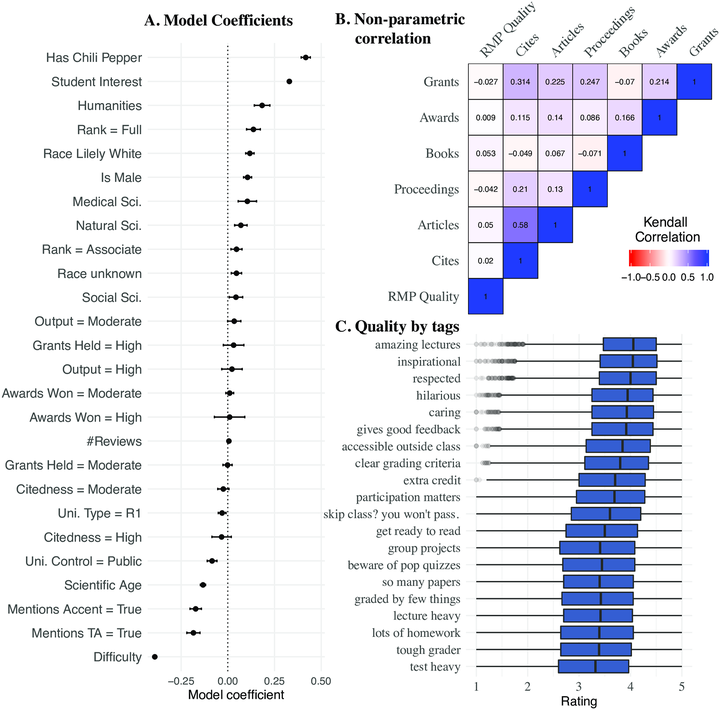 A. Model Coefficients
Has Chili Pepper
Student Interest
Humanities
Rank = Full
Race Lilely White
Is Male
Medical Sci.
Natural Sci.
Rank = Associate
Race unknown
Social Sci.
Output = Moderate
Grants Held = High
Output = High
Awards Won = Moderate
Awards Won = High
#Reviews
Grants Held = Moderate
Citedness = Moderate
Uni. Type = R1
Citedness = High
Uni. Control = Public
Scientific Age
Mentions Accent = True
Mentions TA = True
Difficulty
−0.25 0.00 0.25 0.50
Model coefficient
B. Non-parametric
correlation
RMP Quality
Cites
Articles
Proceedings
Books
Awards
Grants
Grants −0.027 0.314 0.225 0.247 −0.07 0.214 1
Awards 0.009 0.115 0.14 0.086 0.166 1
Books 0.053 −0.049 0.067 −0.071 1
Proceedings −0.042 0.21 0.13 1
Articles 0.05 0.58 1
Cites 0.02 1
RMP Quality 1
Kendall
Correlation
−1.0 −0.5 0.0 0.5 1.0
C. Quality by tags
amazing lectures
inspirational
respected
hilarious
caring
gives good feedback
accessible outside class
clear grading criteria
extra credit
participation matters
skip class? you won't pass.
get ready to read
group projects
beware of pop quizzes
so many papers
graded by few things
lecture heavy
lots of homework
tough grader
test heavy
1 2 3 4 5
Rating